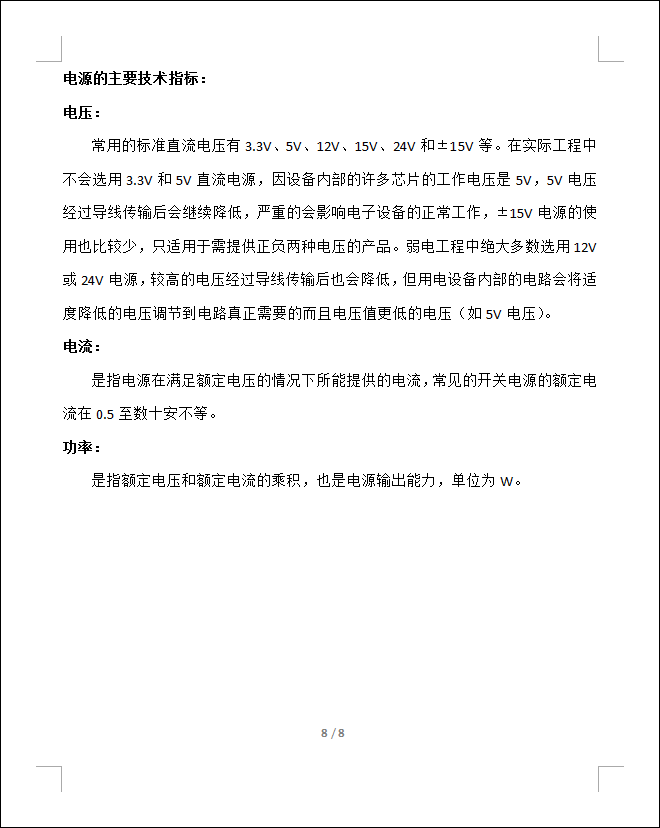 电源的主要技术指标：
电压：
常用的标准直流电压有 3.3V、5V、12V、15V、24V 和±15V 等。在实际工程中
不会选用 3.3V 和 5V 直流电源，因设备内部的许多芯片的工作电压是 5V，5V 电压
经过导线传输后会继续降低，严重的会影响电子设备的正常工作，±15V 电源的使
用也比较少，只适用于需提供正负两种电压的产品。弱电工程中绝大多数选用 12V
或 24V 电源，较高的电压经过导线传输后也会降低，但用电设备内部的电路会将适
度降低的电压调节到电路真正需要的而且电压值更低的电压（如 5V 电压）。
电流：
是指电源在满足额定电压的情况下所能提供的电流，常见的开关电源的额定电
流在 0.5 至数十安不等。
功率：
是指额定电压和额定电流的乘积，也是电源输出能力，单位为 W。
8 / 8